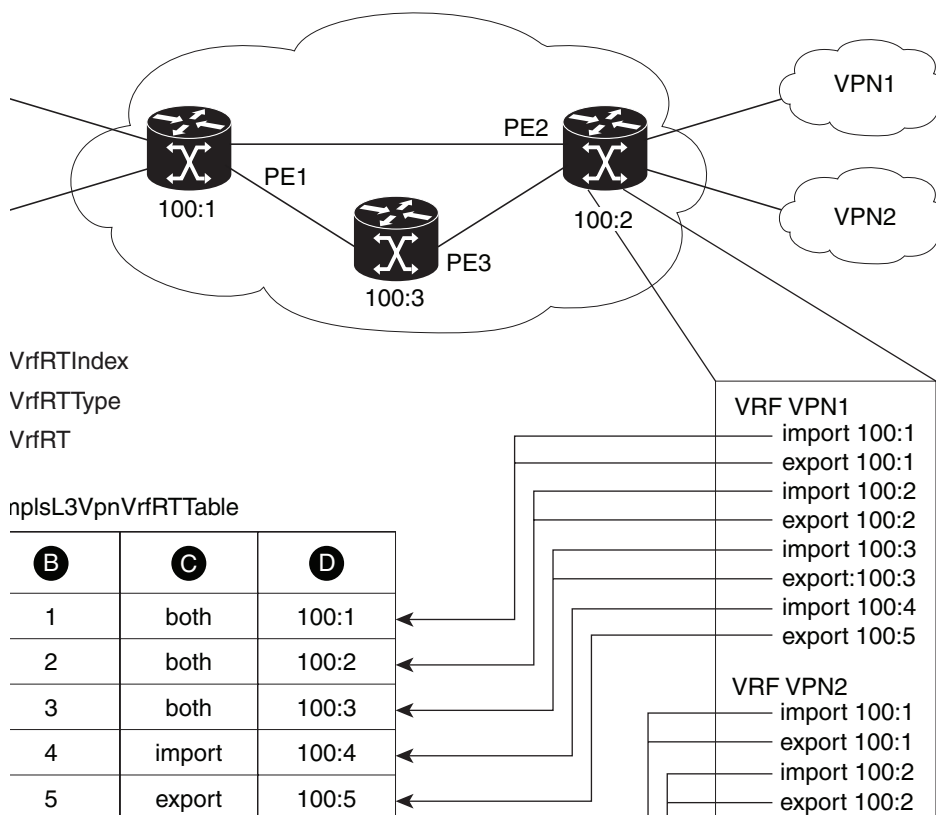 VPN1
PE2
PE1
100:1
100:2
VPN2
PE3
100:3
VrfRTIndex
VrfRTType
VrfRT
VRF VPN1
import 100:1
export 100:1
import 100:2
export 100:2
import 100:3
export:100:3
import 100:4
export 100:5
mplsL3VpnVrfRTTable
B C D
1 both 100:1
2 both 100:2
3 both 100:3
4 import 100:4
5 export 100:5
VRF VPN2
import 100:1
export 100:1
import 100:2
export 100:2